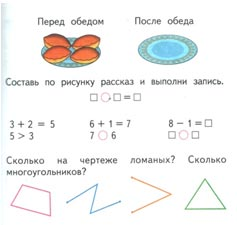 Перед обедом После обеда
Составь по рисунку рассказ и выполни запись.
□ ○ □ = □
3 + 2 = 5 6 + 1 = 7 8 − 1 = □
5 > 3 7 ○ 6 □ ○ □
Сколько на чертеже ломаных? Сколько
многоугольников?